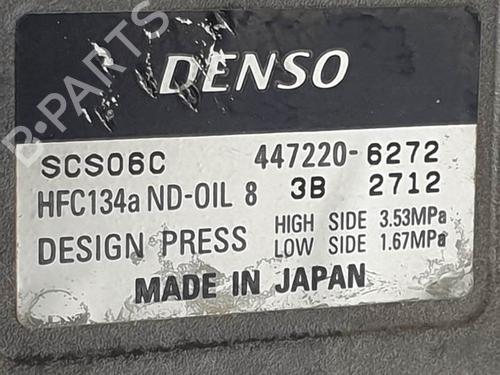 DENSO
B-PARTS
SCS06C 447220-6272
HFC134a ND-OIL 8 3B 2712
DESIGN PRESS HIGH SIDE 3.53MPa
LOW SIDE 1.67MPa
MADE IN JAPAN